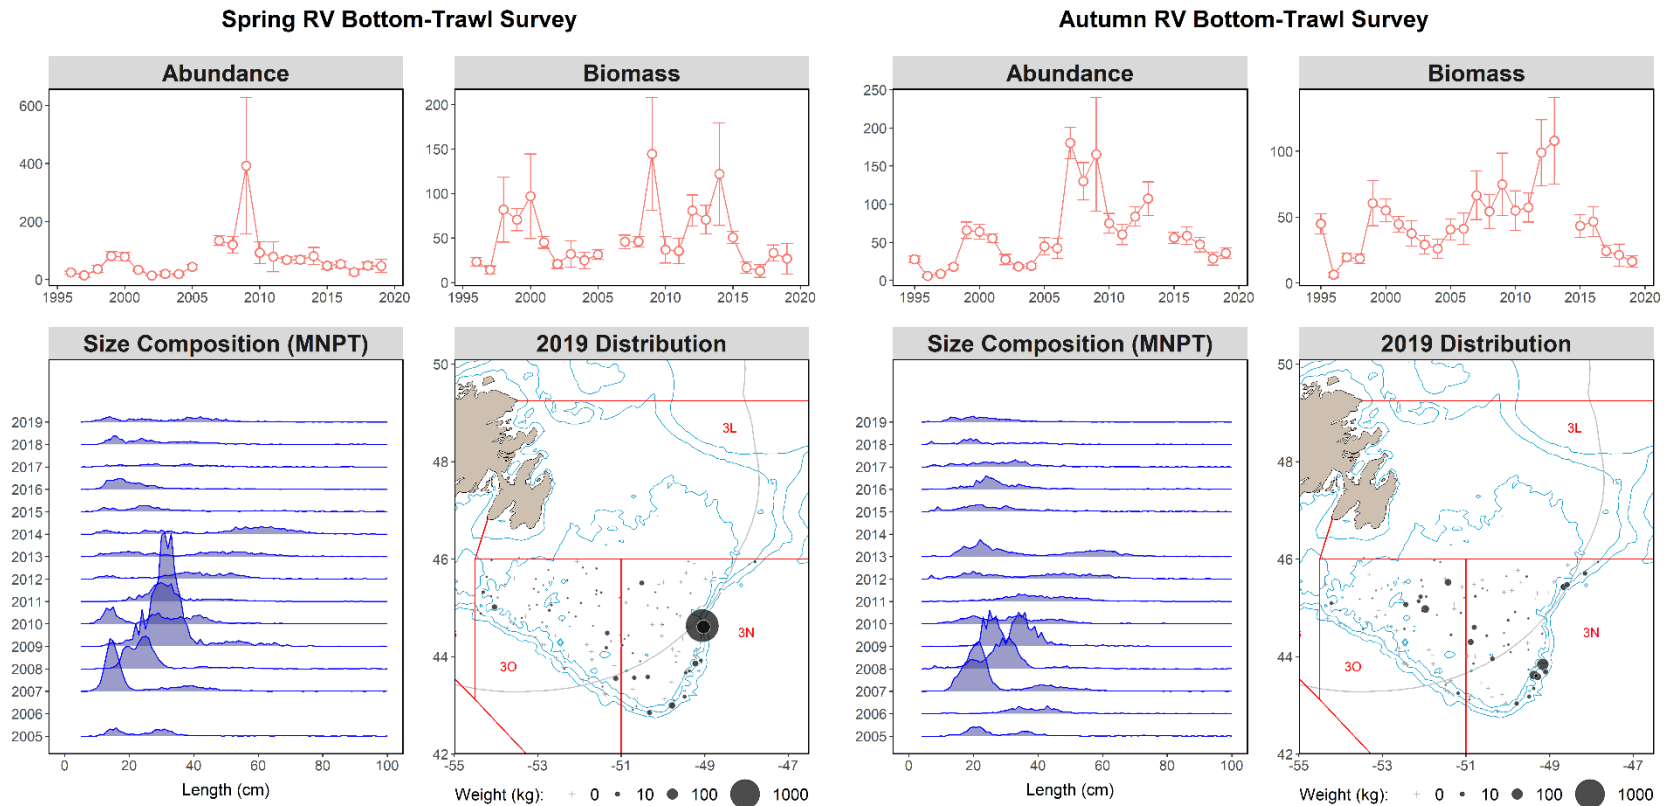 Spring RV Bottom-Trawl Survey
Autumn RV Bottom-Trawl Survey
Abundance
Biomass
Abundance
Biomass
600
400
200
0
1995 2000 2005 2010 2015 2020
200
150
100
50
0
1995 2000 2005 2010 2015 2020
250
200
150
100
50
0
1995 2000 2005 2010 2015 2020
100
50
0
1995 2000 2005 2010 2015 2020
Size Composition (MNPT)
2019 Distribution
Size Composition (MNPT)
2019 Distribution
2019
2018
2017
2016
2015
2014
2013
2012
2011
2010
2009
2008
2007
2006
2005
0 20 40 60 80 100
Length (cm)
50
48
46
44
42
3L
3N
3O
-55 -53 -51 -49 -47
Weight (kg): 0 10 100 1000
2019
2018
2017
2016
2015
2014
2013
2012
2011
2010
2009
2008
2007
2006
2005
0 20 40 60 80 100
Length (cm)
50
48
46
44
42
3L
3N
3O
-55 -53 -51 -49 -47
Weight (kg): 0 10 100 1000